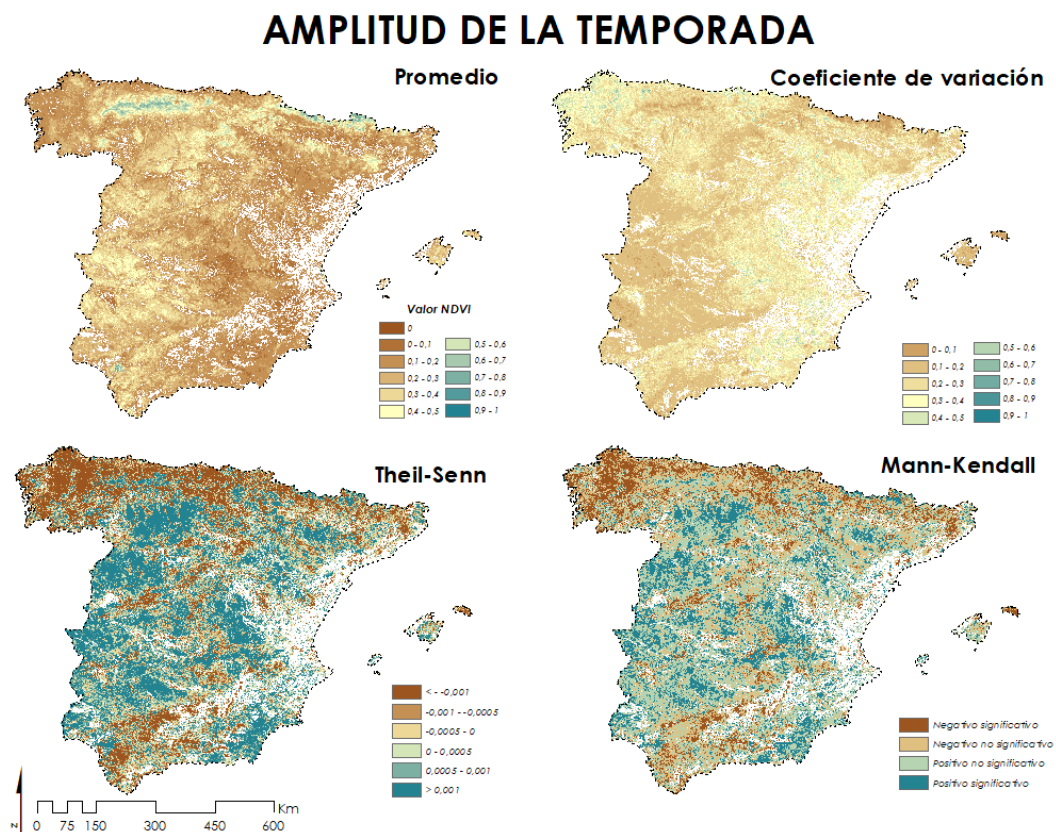 AMPLITUD DE LA TEMPORADA
Promedio
Coeficiente de variación
Valor NDVI
0
0 - 0,1
0,1 - 0,2
0,2 - 0,3
0,3 - 0,4
0,4 - 0,5
0,5 - 0,6
0,6 - 0,7
0,7 - 0,8
0,8 - 0,9
0,9 - 1
0 - 0,1
0,1 - 0,2
0,2 - 0,3
0,3 - 0,4
0,4 - 0,5
0,5 - 0,6
0,6 - 0,7
0,7 - 0,8
0,8 - 0,9
0,9 - 1
Theil-Senn
Mann-Kendall
< - -0,001
-0,001 - -0,0005
-0,0005 - 0
0 - 0,0005
0,0005 - 0,001
> 0,001
Negativo significativo
Negativo no significativo
Positivo no significativo
Positivo significativo
Km
N
0 75 150 300 450 600